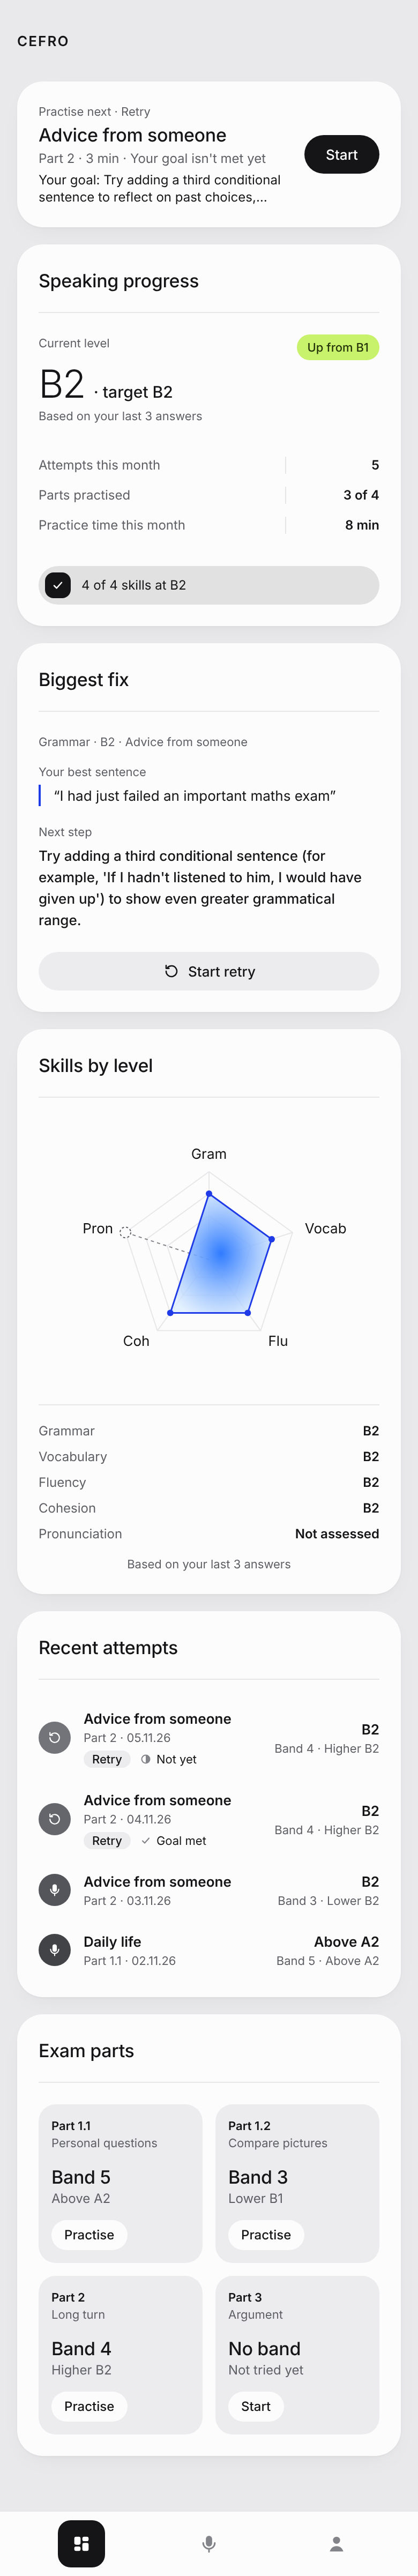 CEFRO
Practise next · Retry
Advice from someone
Part 2 · 3 min · Your goal isn't met yet
Your goal: Try adding a third conditional
sentence to reflect on past choices,...
Start
Speaking progress
Current level
Up from B1
B2 · target B2
Based on your last 3 answers
Attempts this month 5
Parts practised 3 of 4
Practice time this month 8 min
4 of 4 skills at B2
Biggest fix
Grammar · B2 · Advice from someone
Your best sentence
“I had just failed an important maths exam”
Next step
Try adding a third conditional sentence (for
example, 'If I hadn't listened to him, I would have
given up') to show even greater grammatical
range.
Start retry
Skills by level
Gram
Pron
Vocab
Coh
Flu
Grammar B2
Vocabulary B2
Fluency B2
Cohesion B2
Pronunciation Not assessed
Based on your last 3 answers
Recent attempts
Advice from someone
Part 2 · 05.11.26
Retry Not yet
B2
Band 4 · Higher B2
Advice from someone
Part 2 · 04.11.26
Retry Goal met
B2
Band 4 · Higher B2
Advice from someone
Part 2 · 03.11.26
B2
Band 3 · Lower B2
Daily life
Part 1.1 · 02.11.26
Above A2
Band 5 · Above A2
Exam parts
Part 1.1
Personal questions
Band 5
Above A2
Practise
Part 1.2
Compare pictures
Band 3
Lower B1
Practise
Part 2
Long turn
Band 4
Higher B2
Practise
Part 3
Argument
No band
Not tried yet
Start